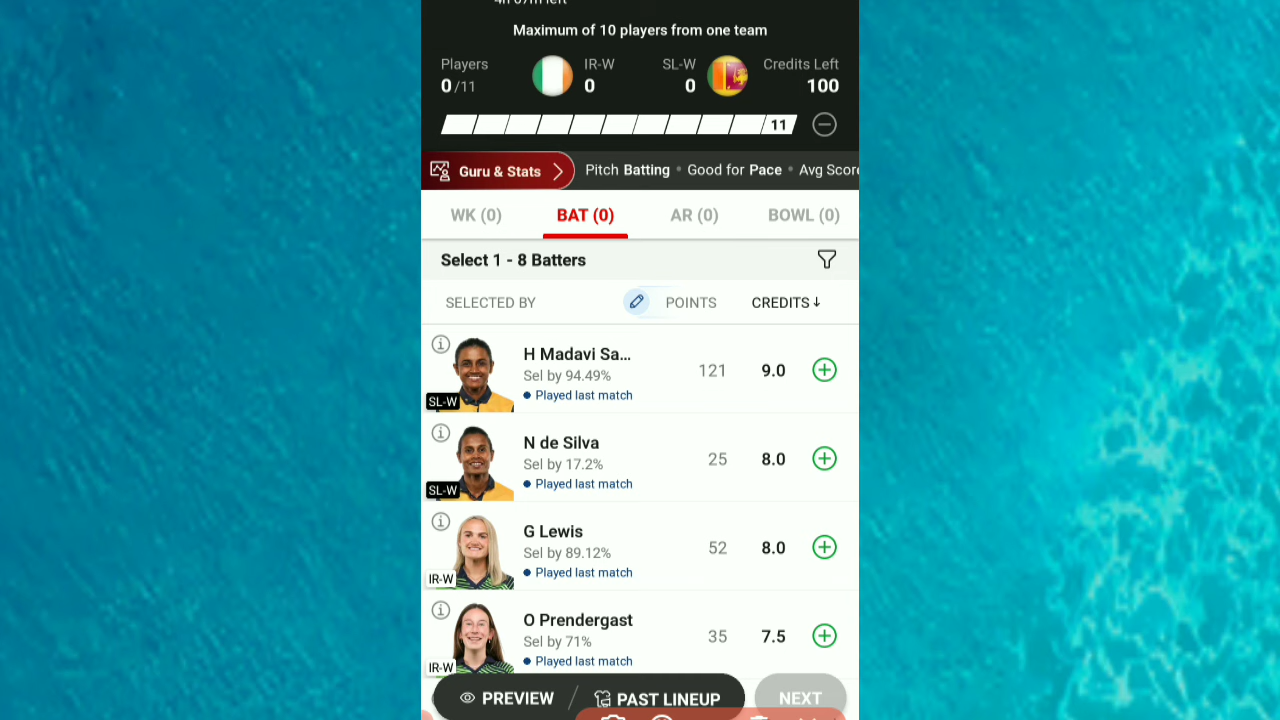 4h 07m left
Maximum of 10 players from one team
Players IR-W SL-W Credits Left
0/11 0 0 100
11
Guru & Stats Pitch Batting • Good for Pace • Avg Score
WK (0) BAT (0) AR (0) BOWL (0)
Select 1 - 8 Batters
SELECTED BY POINTS CREDITS↓
H Madavi Sa...
Sel by 94.49% 121 9.0
Played last match
SL-W
N de Silva
Sel by 17.2% 25 8.0
Played last match
SL-W
G Lewis
Sel by 89.12% 52 8.0
Played last match
IR-W
O Prendergast
Sel by 71% 35 7.5
Played last match
IR-W
PREVIEW PAST LINEUP NEXT